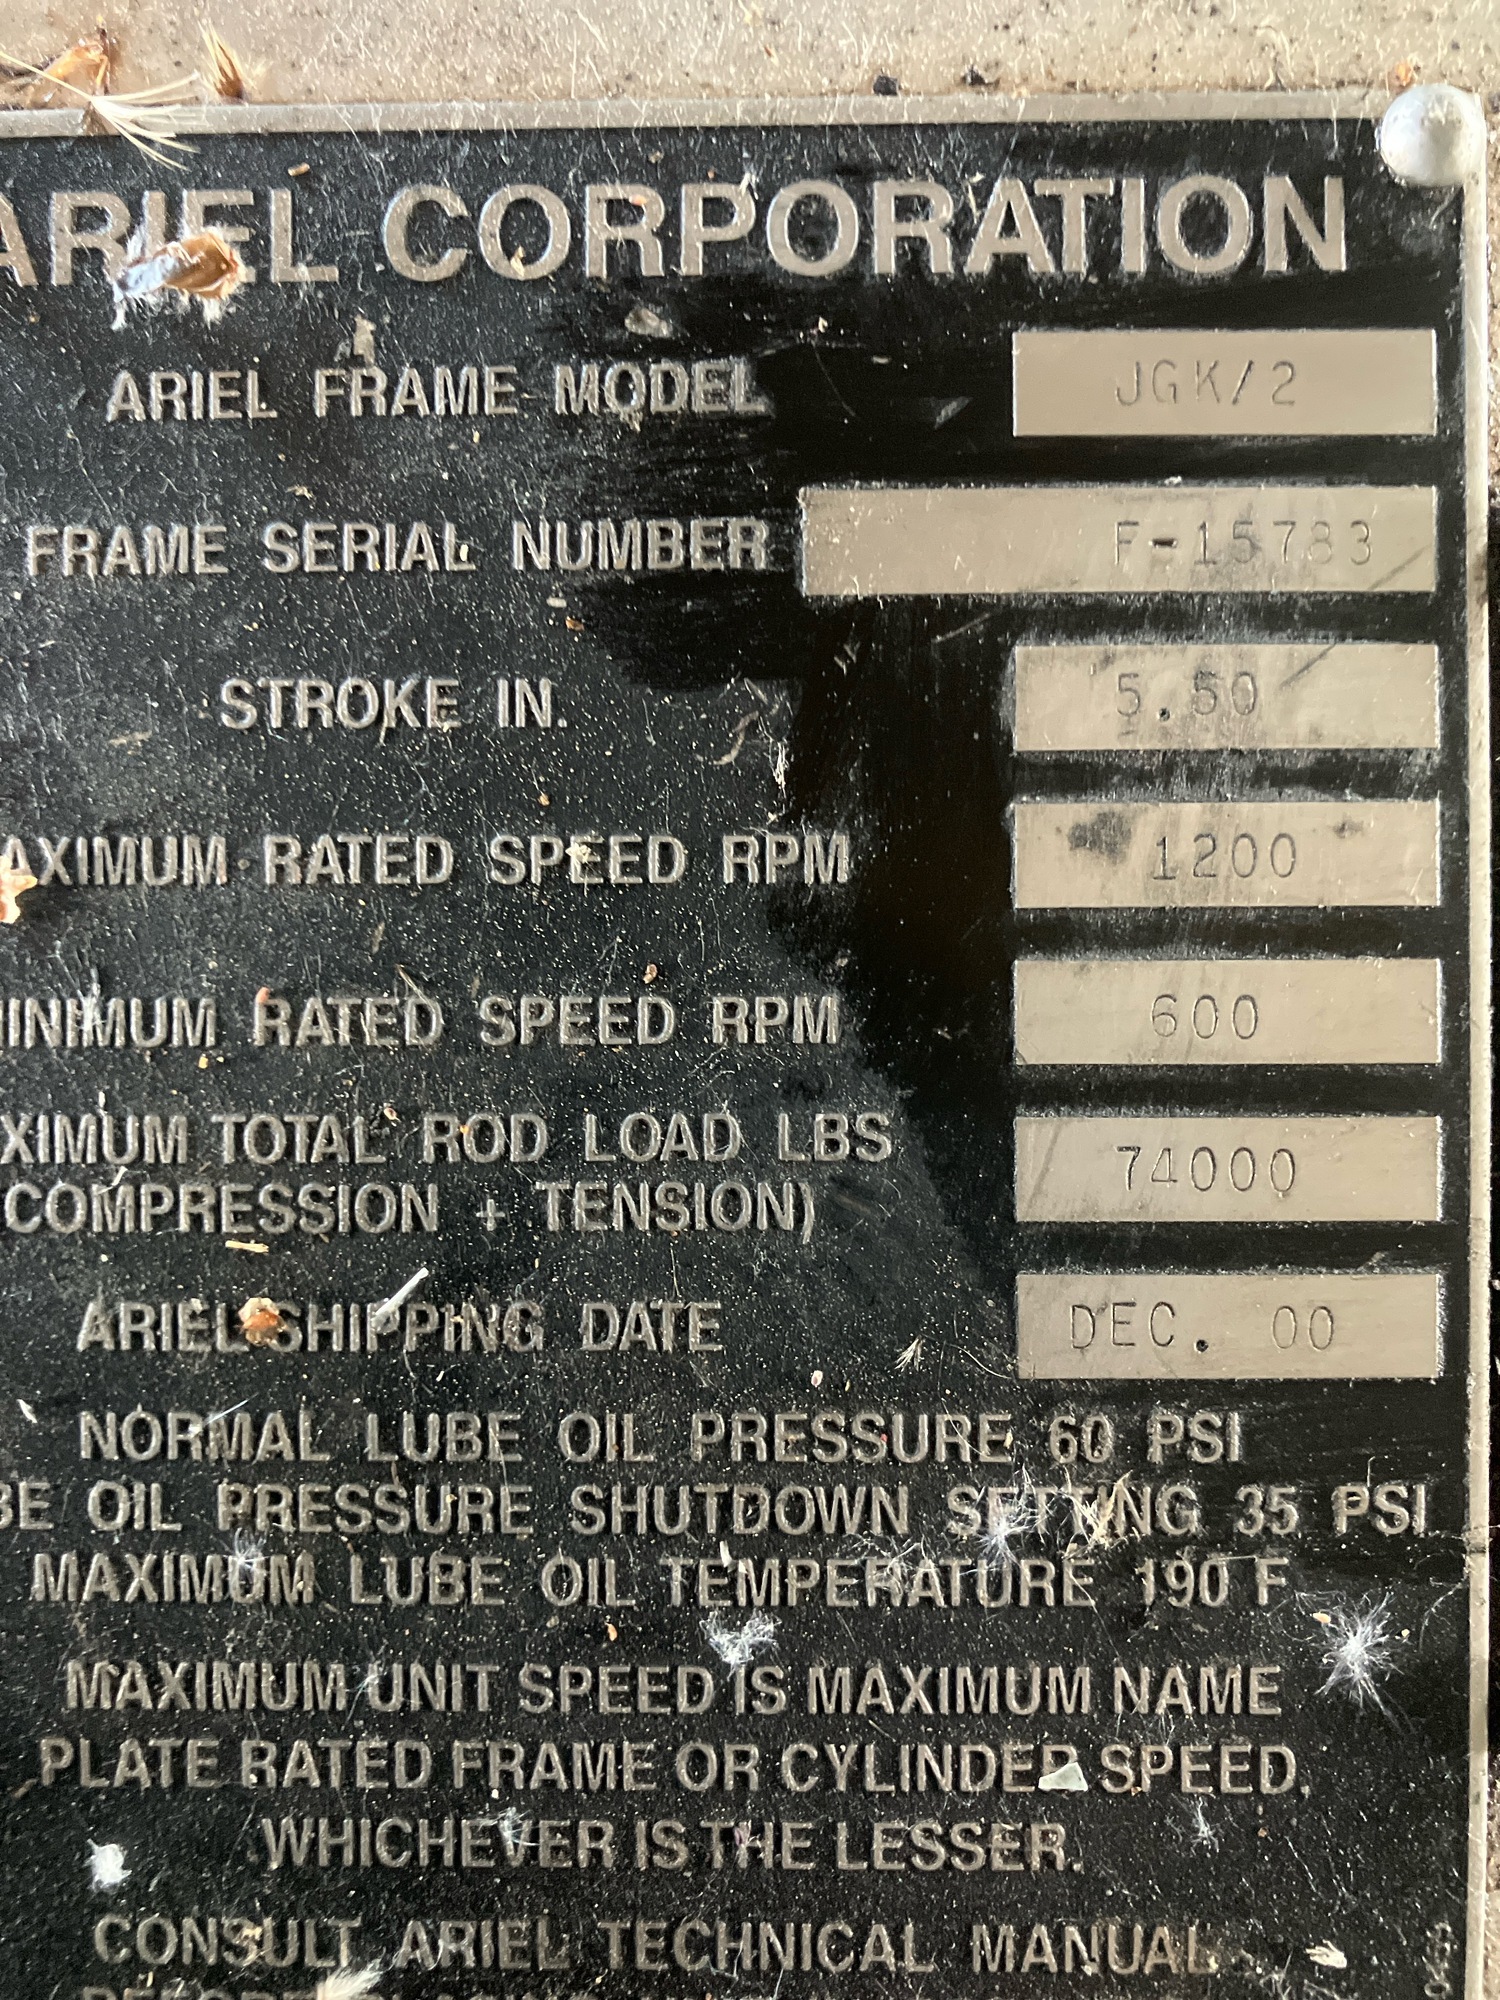 ARIEL CORPORATION
ARIEL FRAME MODEL JGK/2
FRAME SERIAL NUMBER F-15783
STROKE IN. 5.50
AXIMUM RATED SPEED RPM 1200
INIMUM RATED SPEED RPM 600
XIMUM TOTAL ROD LOAD LBS 74000
(COMPRESSION + TENSION)
ARIEL SHIPPING DATE DEC. 00
NORMAL LUBE OIL PRESSURE 60 PSI
BE OIL PRESSURE SHUTDOWN SETTING 35 PSI
MAXIMUM LUBE OIL TEMPERATURE 190 F
MAXIMUM UNIT SPEED IS MAXIMUM NAME
PLATE RATED FRAME OR CYLINDER SPEED,
WHICHEVER IS THE LESSER.
CONSULT ARIEL TECHNICAL MANUAL